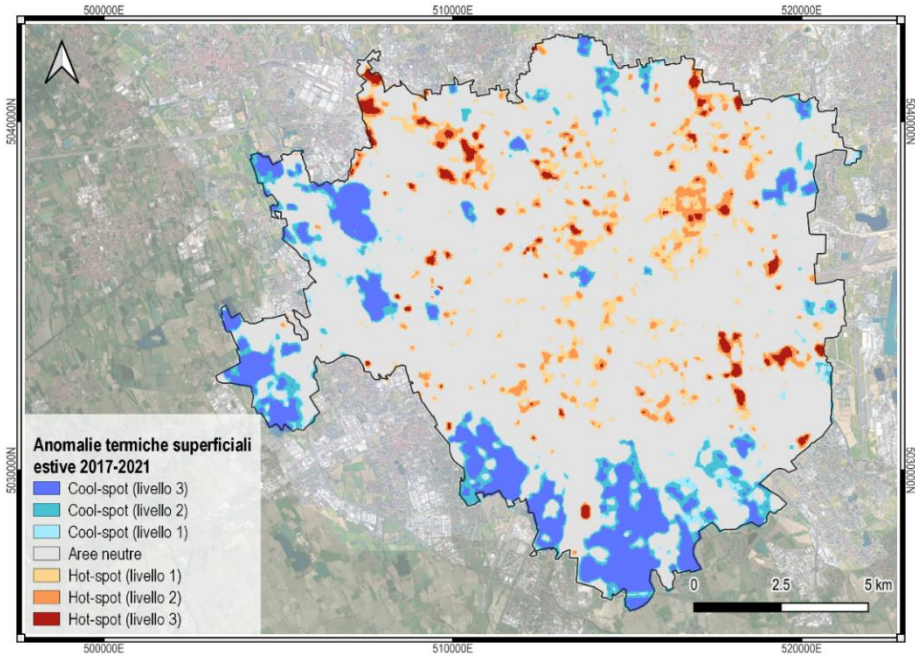 500000E 510000E 520000E
5040000N 5040000N
5030000N 5030000N
Anomalie termiche superficiali
estive 2017-2021
Cool-spot (livello 3)
Cool-spot (livello 2)
Cool-spot (livello 1)
Aree neutre
Hot-spot (livello 1)
Hot-spot (livello 2)
Hot-spot (livello 3)
0 2.5 5 km
500000E 510000E 520000E